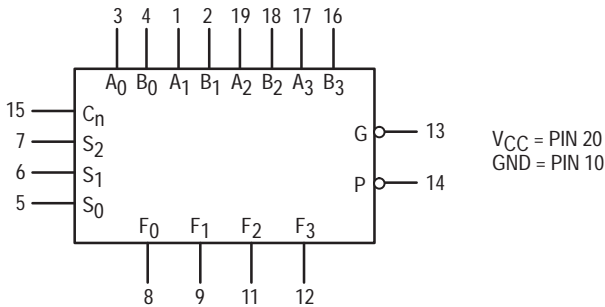 3 4 1 2 19 18 17 16
A0 B0 A1 B1 A2 B2 A3 B3
15 Cn
G 13
7 S2
VCC = PIN 20
6 S1
GND = PIN 10
P 14
5 S0
F0 F1 F2 F3
8 9 11 12